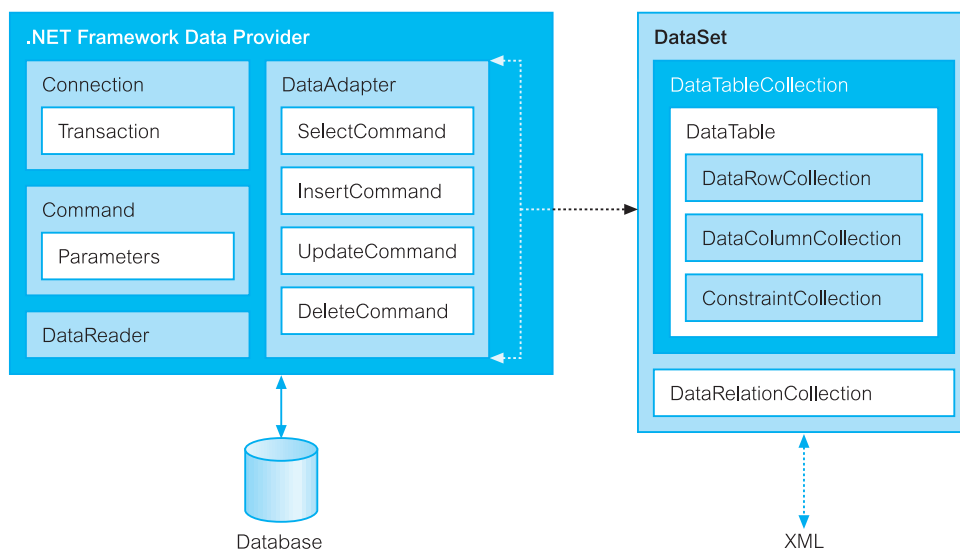 .NET Framework Data Provider
Connection
Transaction
Command
Parameters
DataReader
DataAdapter
SelectCommand
InsertCommand
UpdateCommand
DeleteCommand
Database
DataSet
DataTableCollection
DataTable
DataRowCollection
DataColumnCollection
ConstraintCollection
DataRelationCollection
XML